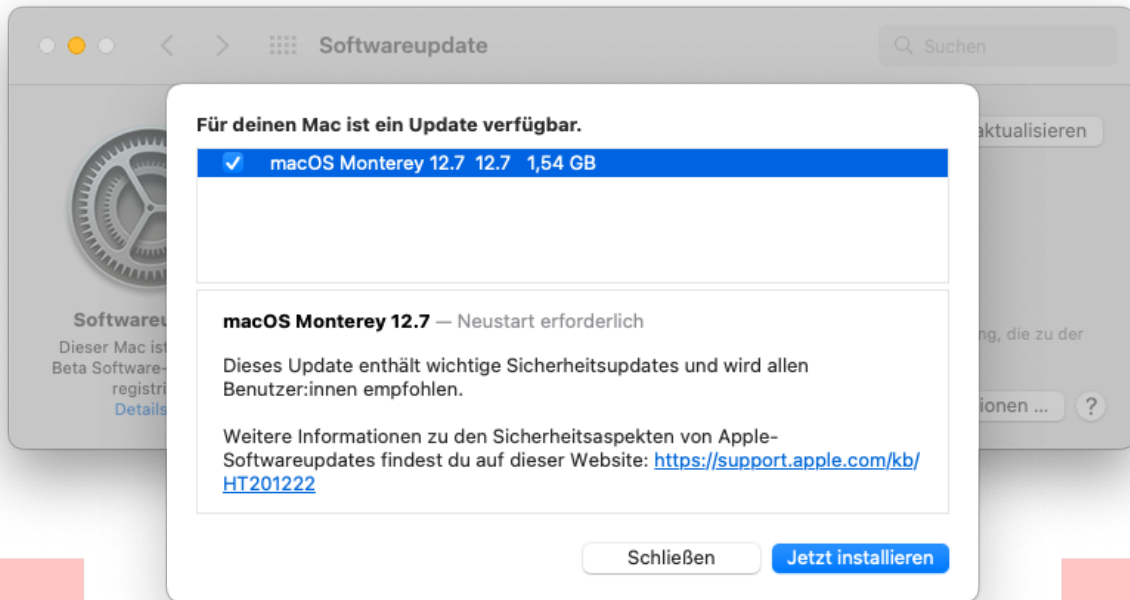 Softwareupdate
Suchen
Für deinen Mac ist ein Update verfügbar.
aktualisieren
macOS Monterey 12.7 12.7 1,54 GB
macOS Monterey 12.7 — Neustart erforderlich
Dieses Update enthält wichtige Sicherheitsupdates und wird allen
Benutzer:innen empfohlen.
Weitere Informationen zu den Sicherheitsaspekten von Apple-
Softwareupdates findest du auf dieser Website: https://support.apple.com/kb/
HT201222
Softwareu
Dieser Mac ist
Beta Software-
registri
Details
ng, die zu der
ionen ...
?
Schließen
Jetzt installieren